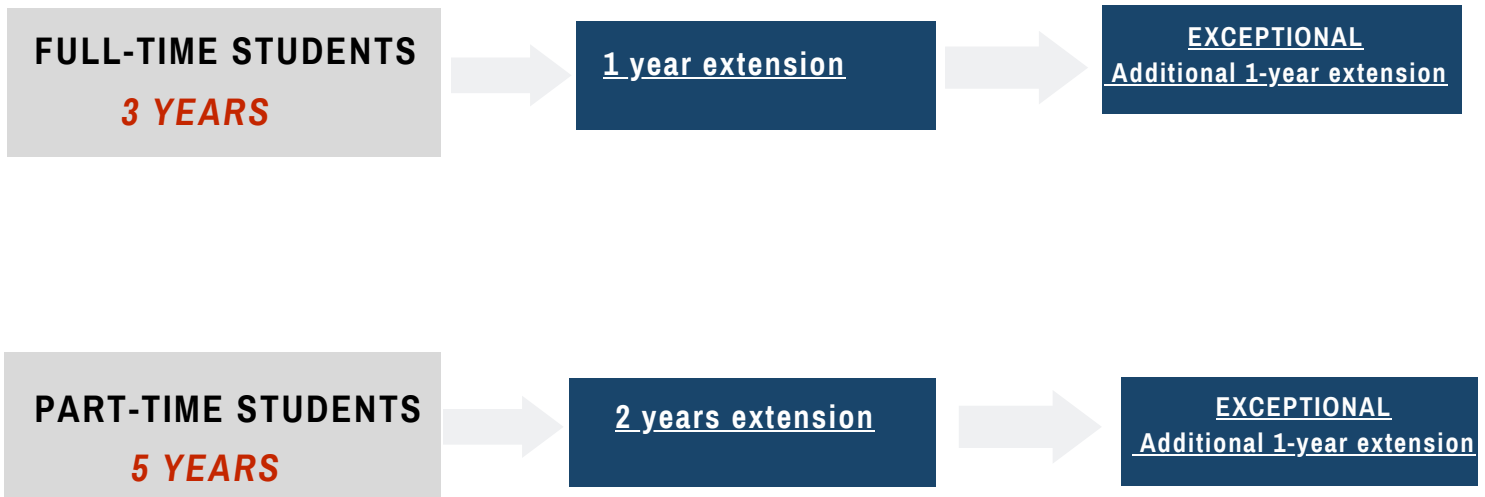 FULL-TIME STUDENTS
3 YEARS
1 year extension
EXCEPTIONAL
Additional 1-year extension
PART-TIME STUDENTS
5 YEARS
2 years extension
EXCEPTIONAL
Additional 1-year extension